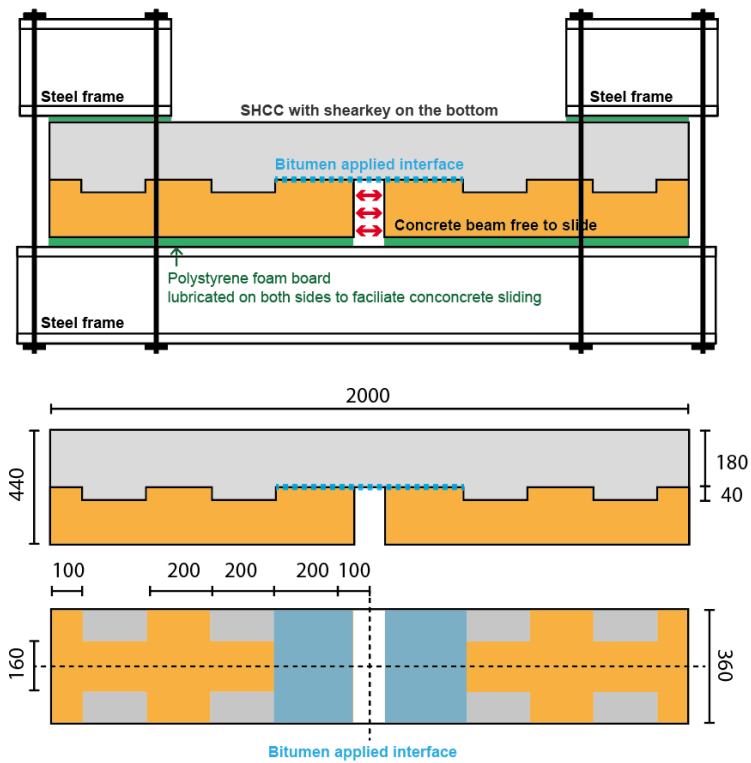 Steel frame
Steel frame
SHCC with shearkey on the bottom
Bitumen applied interface
Concrete beam free to slide
Polystyrene foam board
lubricated on both sides to faciliate conconcrete sliding
Steel frame
2000
440
180
40
100
200
200
200
100
160
360
Bitumen applied interface